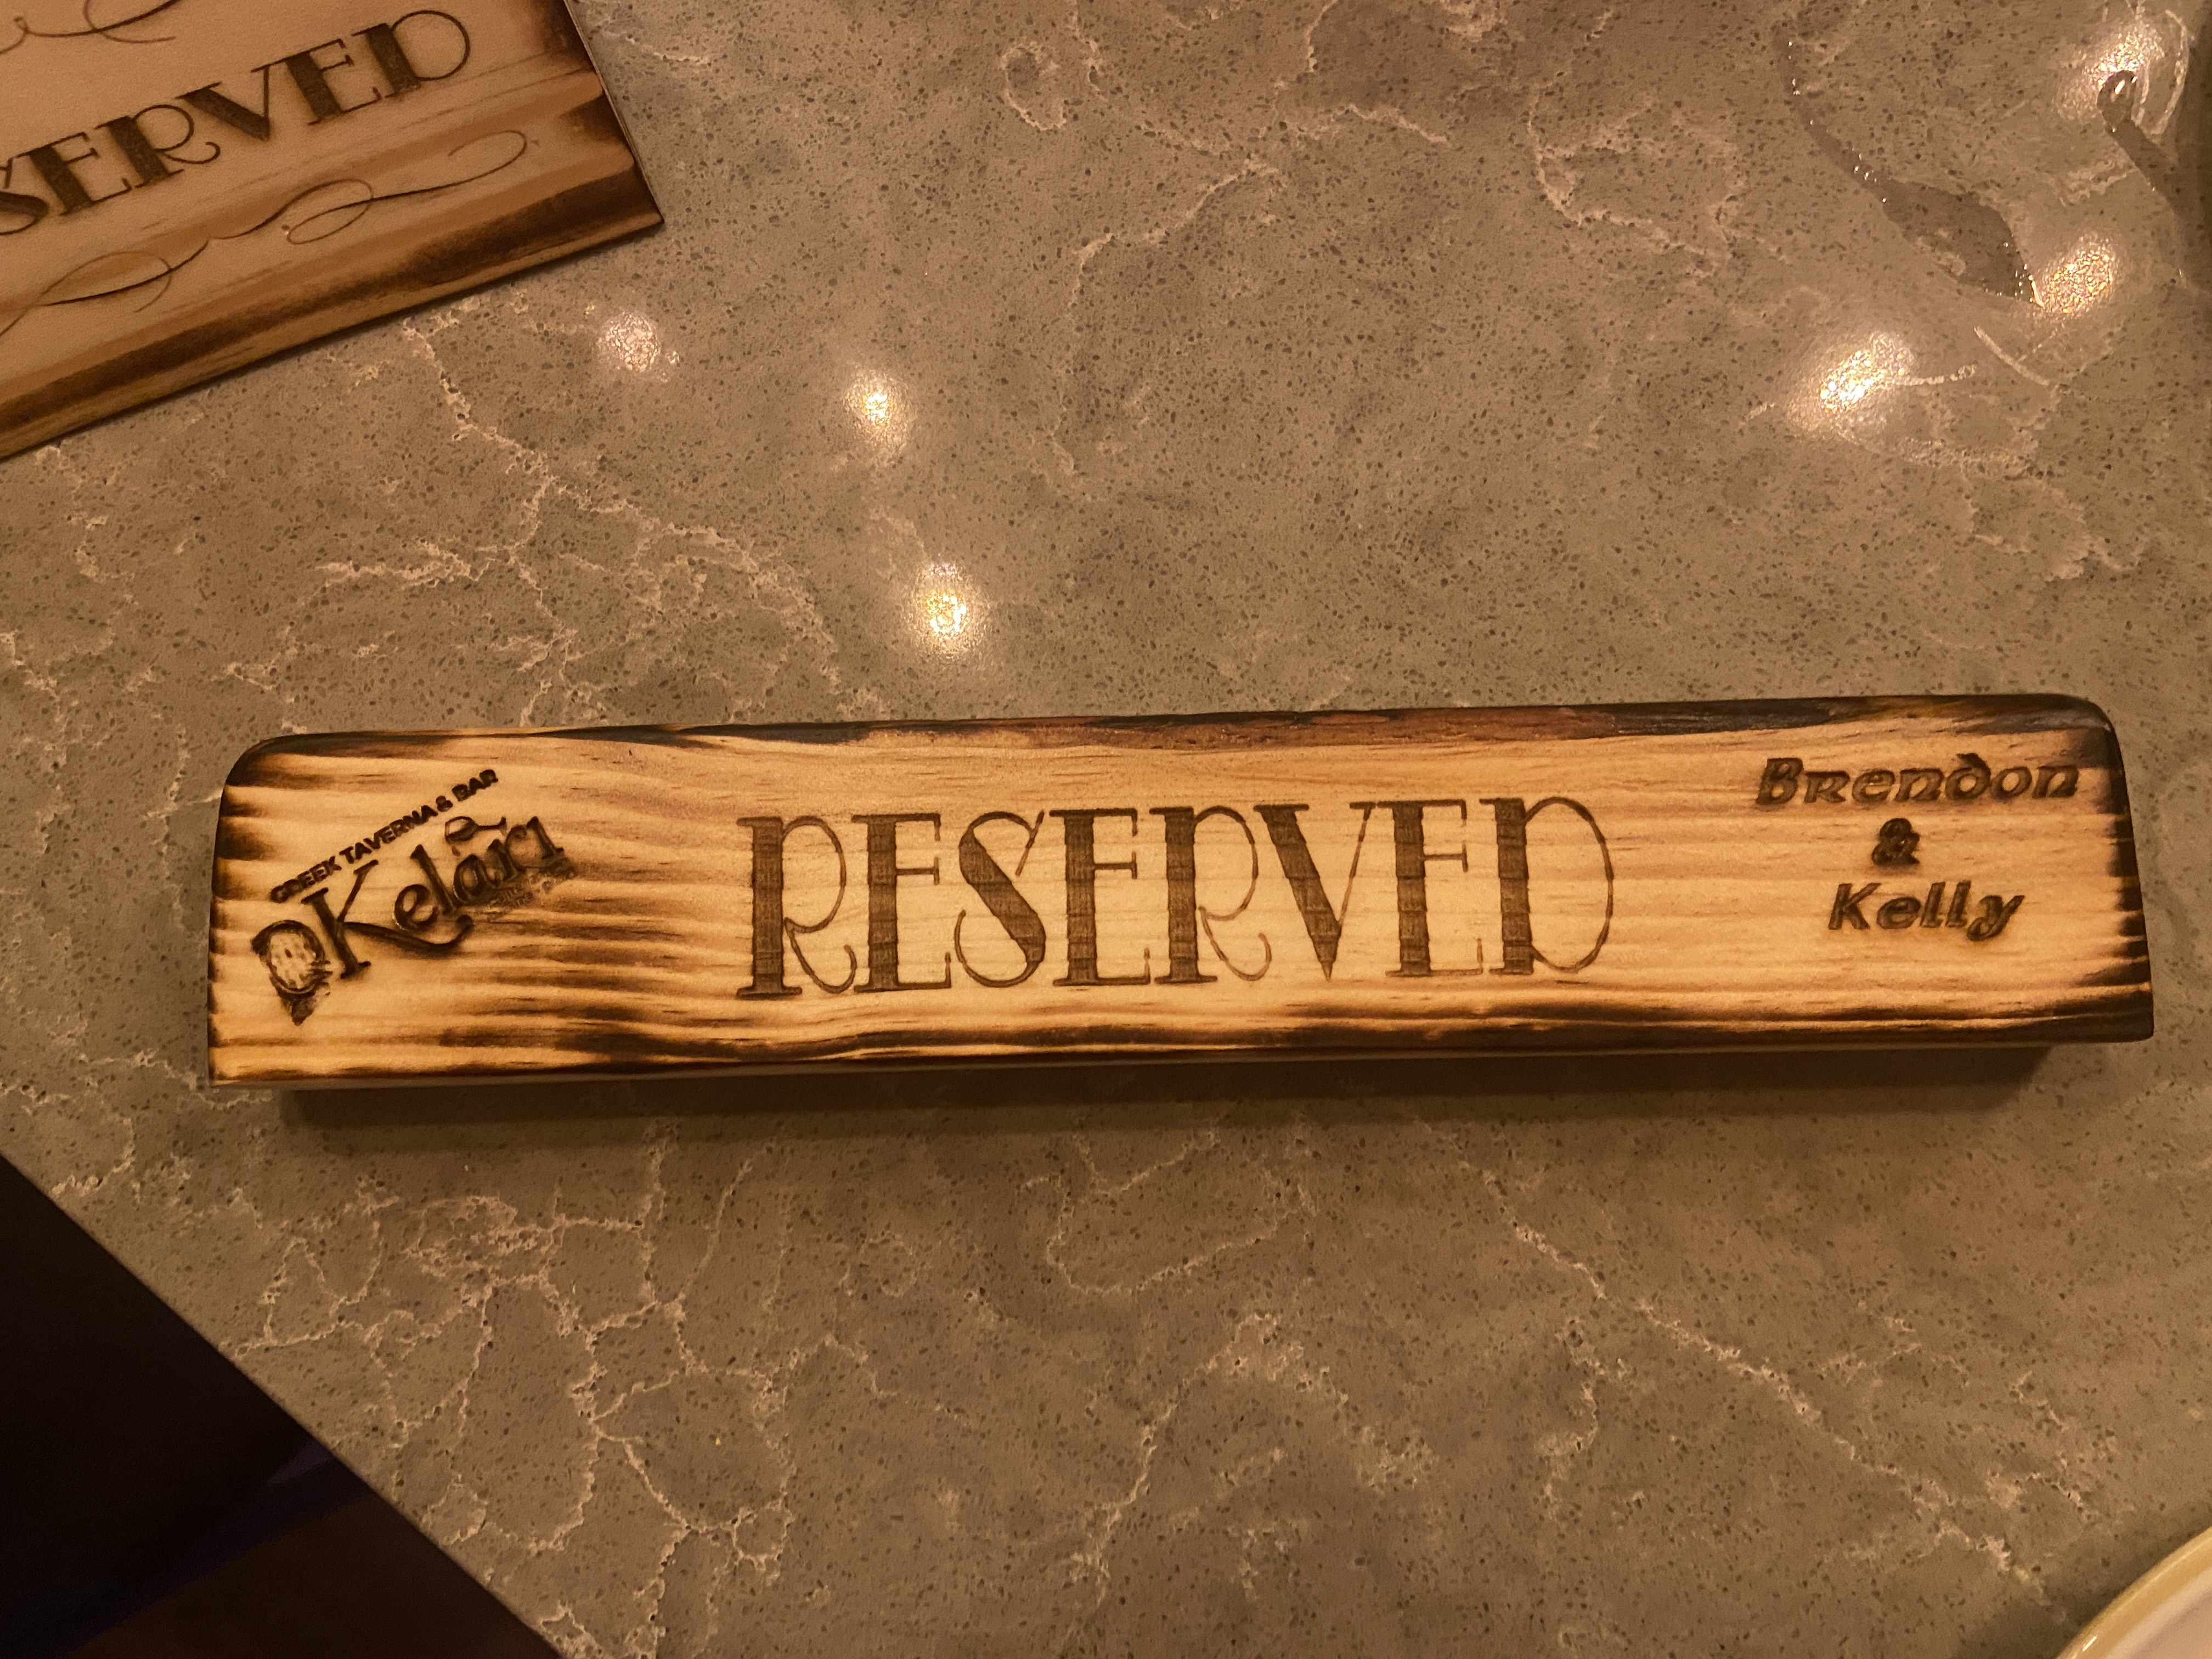 SERVED
GREEK TAVERNA & BAR
Kelari
RESERVED
Brendon
&
Kelly